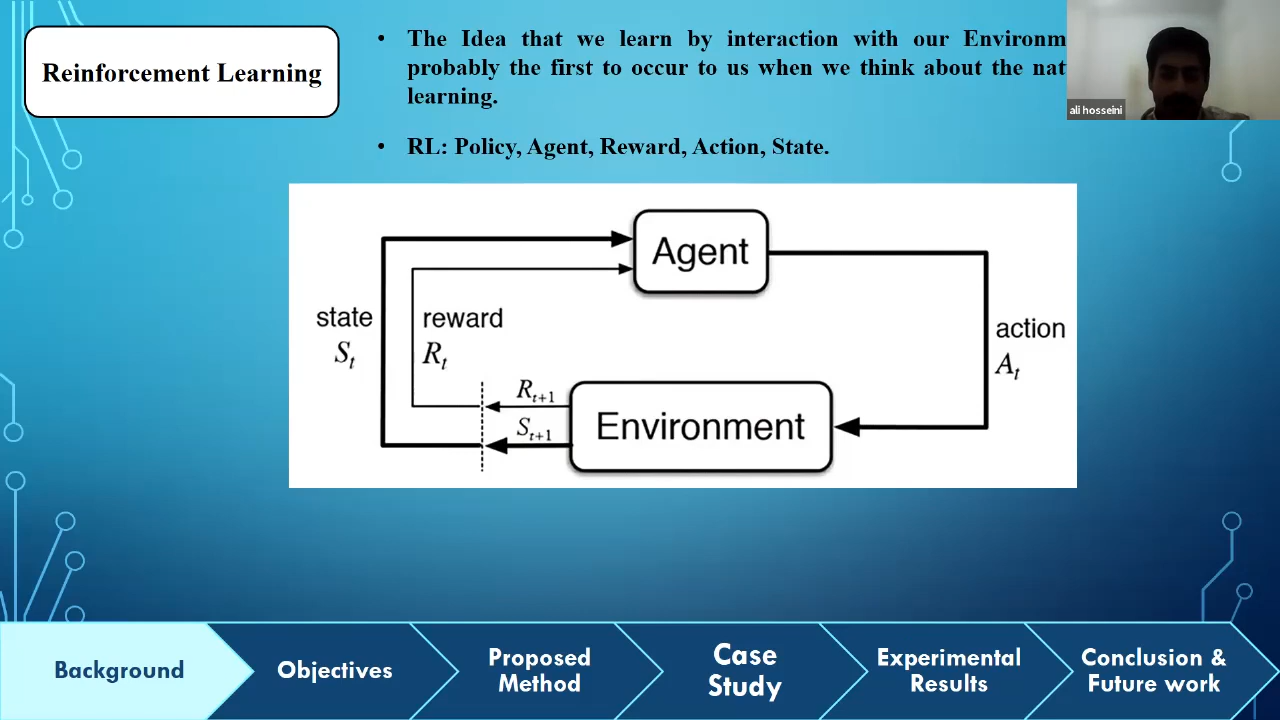 Reinforcement Learning
• The Idea that we learn by interaction with our
probably the first to occur to us when we think about the
learning.
• RL: Policy, Agent, Reward, Action, State.
ali hosseini
Agent
state
S_t
reward
R_t
action
A_t
R_{t+1}
S_{t+1}
Environment
Background
Objectives
Proposed
Method
Case
Study
Experimental
Results
Conclusion &
Future work